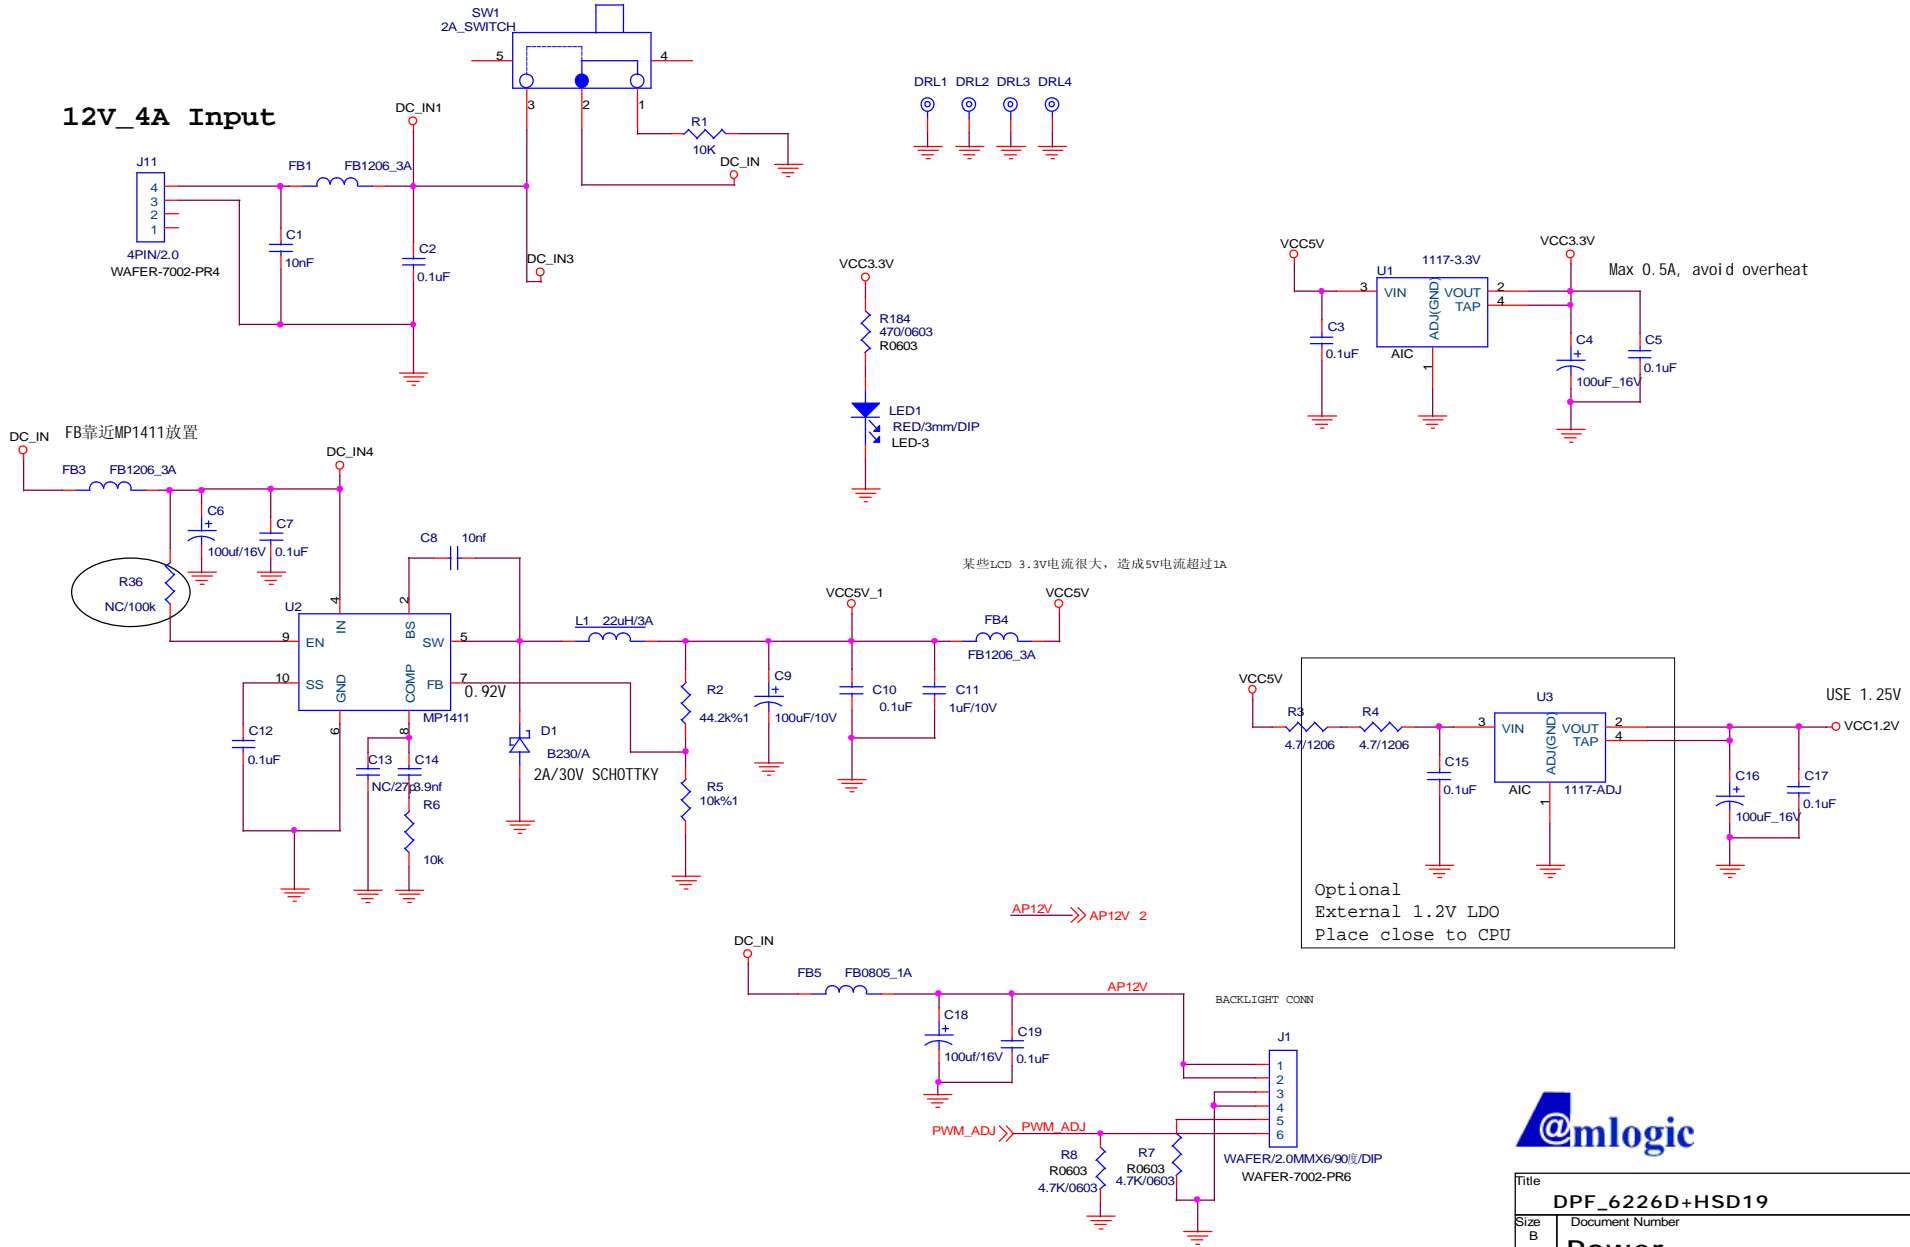 SW1
2A_SWITCH
5
4
3
2
1
R1
10K
DC_IN
12V_4A Input
DC_IN1
J11
4
3
2
1
4PIN/2.0
WAFER-7002-PR4
FB1
FB1206_3A
C1
10nF
C2
0.1uF
DC_IN3
DRL1 DRL2 DRL3 DRL4
VCC3.3V
R184
470/0603
R0603
LED1
RED/3mm/DIP
LED-3
VCC5V
U1
1117-3.3V
3
VIN
VOUT
TAP
ADJ(GND)
2
4
1
AIC
C3
0.1uF
VCC3.3V
Max 0.5A, avoid overheat
C4
100uF_16V
C5
0.1uF
DC_IN
FB靠近MP1411放置
FB3
FB1206_3A
DC_IN4
C6
100uf/16V
C7
0.1uF
R36
NC/100k
C8
10nf
U2
4
2
9
EN
IN
BS
SW
5
10
SS
GND
COMP
FB
7
0.92V
6
8
MP1411
C12
0.1uF
C13
NC/27p
C14
3.9nf
R6
10k
D1
B230/A
2A/30V SCHOTTKY
L1 22uH/3A
R2
44.2k%1
R5
10k%1
C9
100uF/10V
VCC5V_1
C10
0.1uF
C11
1uF/10V
FB4
FB1206_3A
VCC5V
某些LCD 3.3V电流很大，造成5V电流超过1A
VCC5V
R3
4.7/1206
R4
4.7/1206
C15
0.1uF
U3
3
VIN
VOUT
TAP
ADJ(GND)
2
4
1
AIC
1117-ADJ
USE 1.25V
VCC1.2V
C16
100uF_16V
C17
0.1uF
Optional
External 1.2V LDO
Place close to CPU
AP12V
AP12V 2
DC_IN
FB5
FB0805_1A
AP12V
C18
100uf/16V
C19
0.1uF
BACKLIGHT CONN
J1
1
2
3
4
5
6
WAFER/2.0MMX6/90度/DIP
WAFER-7002-PR6
PWM_ADJ
PWM_ADJ
R8
R0603
4.7K/0603
R7
R0603
4.7K/0603
@mlogic
Title
DPF_6226D+HSD19
Size
B
Document Number
Power